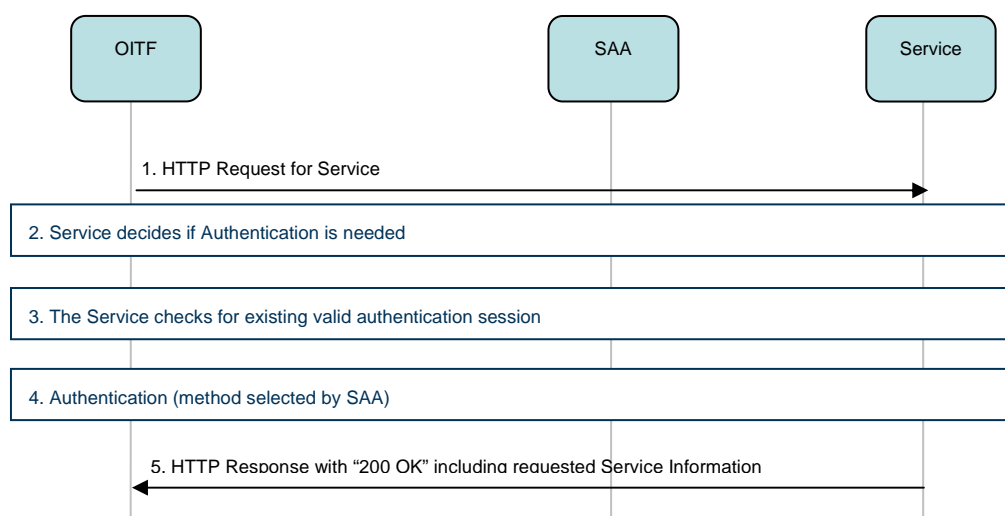 OITF
SAA
Service
1. HTTP Request for Service
2. Service decides if Authentication is needed
3. The Service checks for existing valid authentication session
4. Authentication (method selected by SAA)
5. HTTP Response with “200 OK” including requested Service Information